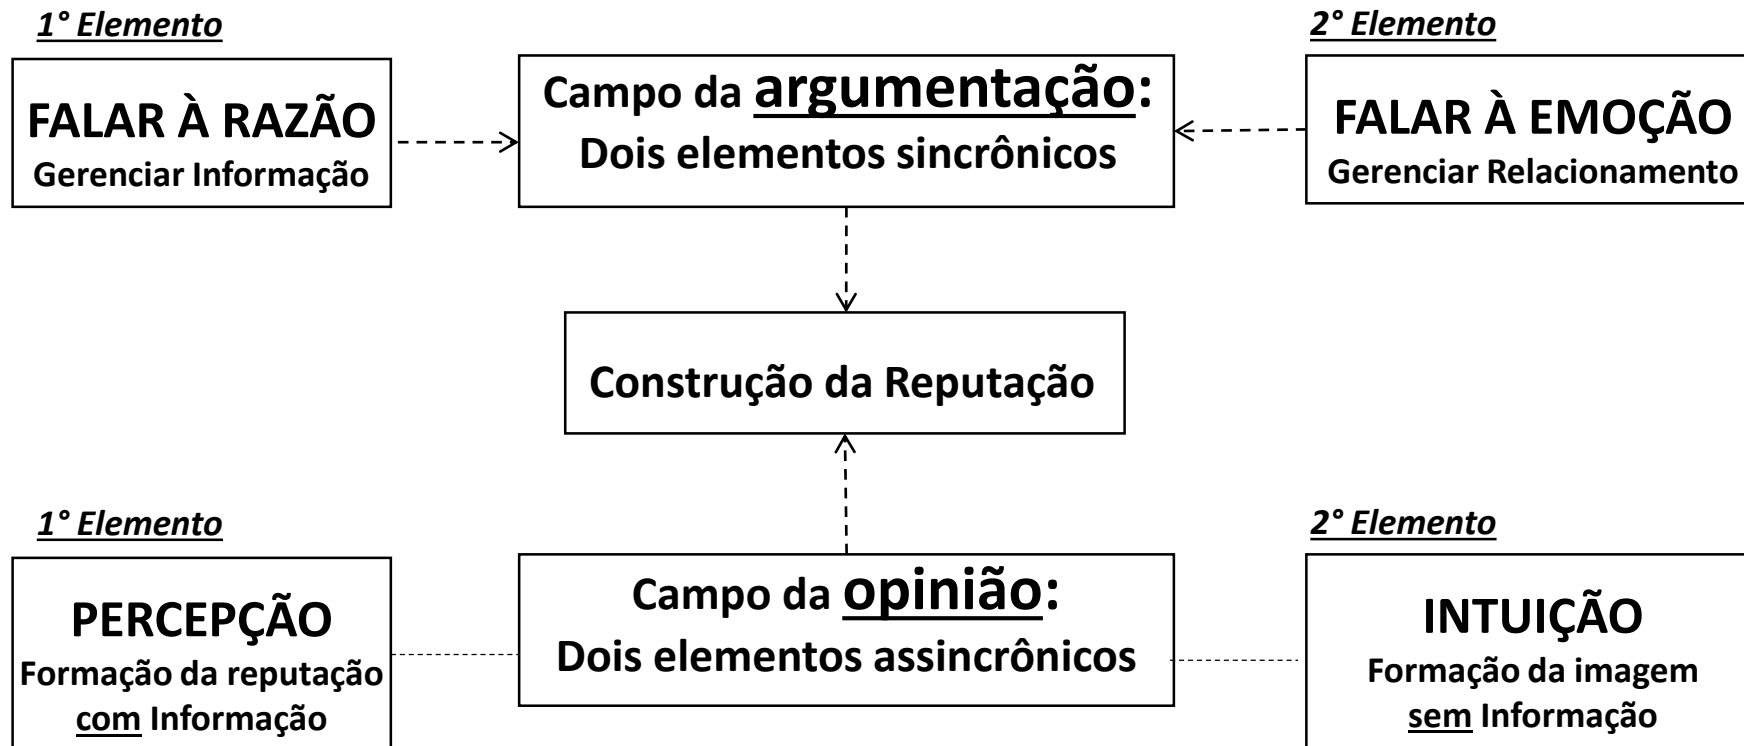 1° Elemento
2° Elemento
FALAR À RAZÃO
Gerenciar Informação
Campo da argumentação:
Dois elementos sincrônicos
FALAR À EMOÇÃO
Gerenciar Relacionamento
Construção da Reputação
1° Elemento
2° Elemento
PERCEPÇÃO
Formação da reputação
com Informação
Campo da opinião:
Dois elementos assincrônicos
INTUIÇÃO
Formação da imagem
sem Informação